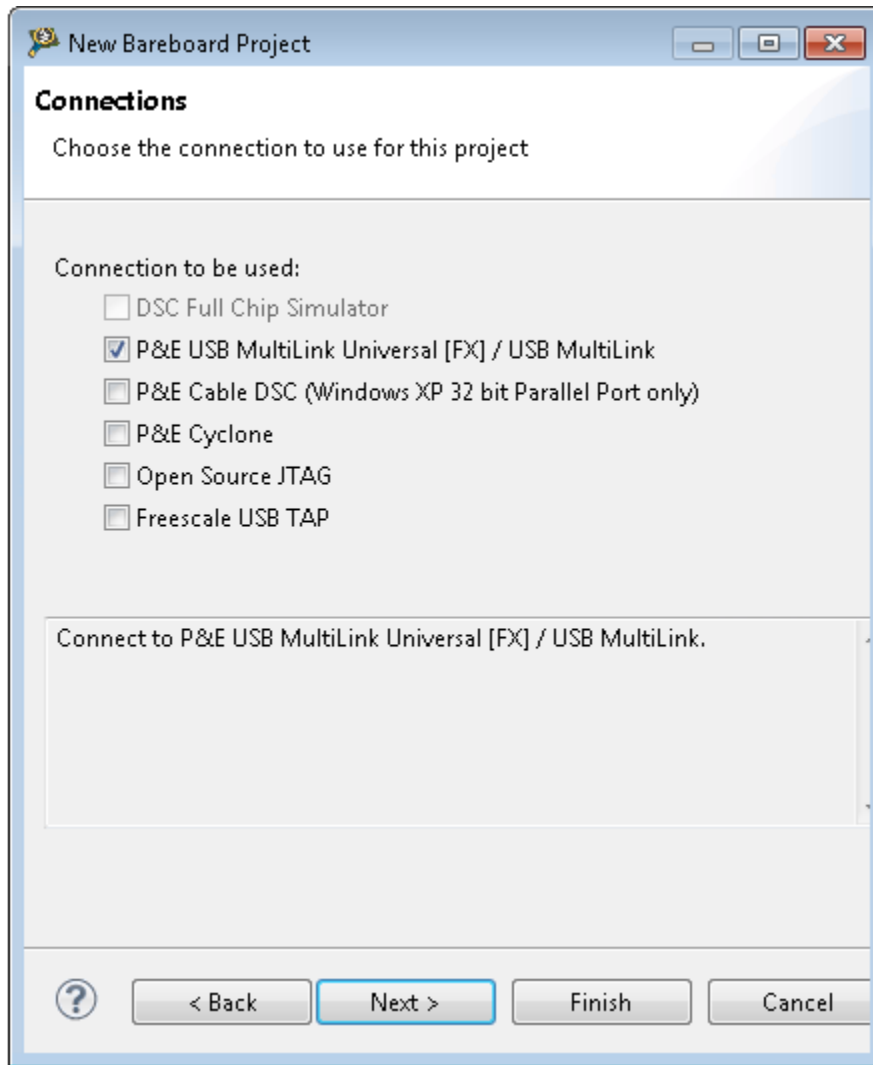 New Bareboard Project
Connections
Choose the connection to use for this project
Connection to be used:
DSC Full Chip Simulator
P&E USB MultiLink Universal [FX] / USB MultiLink
P&E Cable DSC (Windows XP 32 bit Parallel Port only)
P&E Cyclone
Open Source JTAG
Freescale USB TAP
Connect to P&E USB MultiLink Universal [FX] / USB MultiLink.
? < Back Next > Finish Cancel